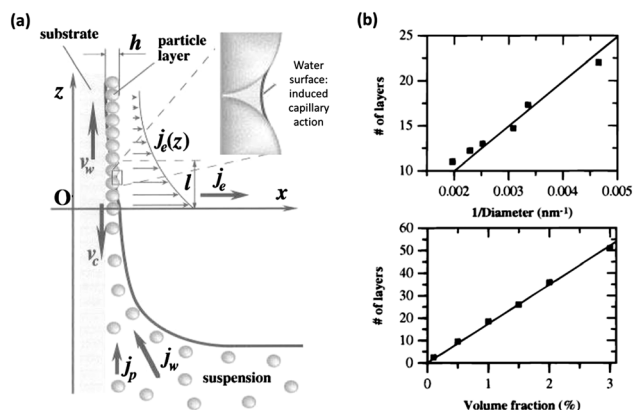 (a)
substrate
h
particle
layer
z
Water
surface:
induced
capillary
action
v_w
j_e(z)
l
j_e
O
x
v_c
j_p
j_w
suspension
(b)
# of layers
25
20
15
10
0.002 0.003 0.004 0.005
1/Diameter (nm⁻¹)
# of layers
60
50
40
30
20
10
0
0 1 2 3
Volume fraction (%)